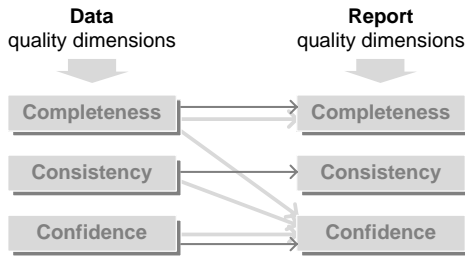 Data
quality dimensions
Report
quality dimensions
Completeness
Completeness
Consistency
Consistency
Confidence
Confidence